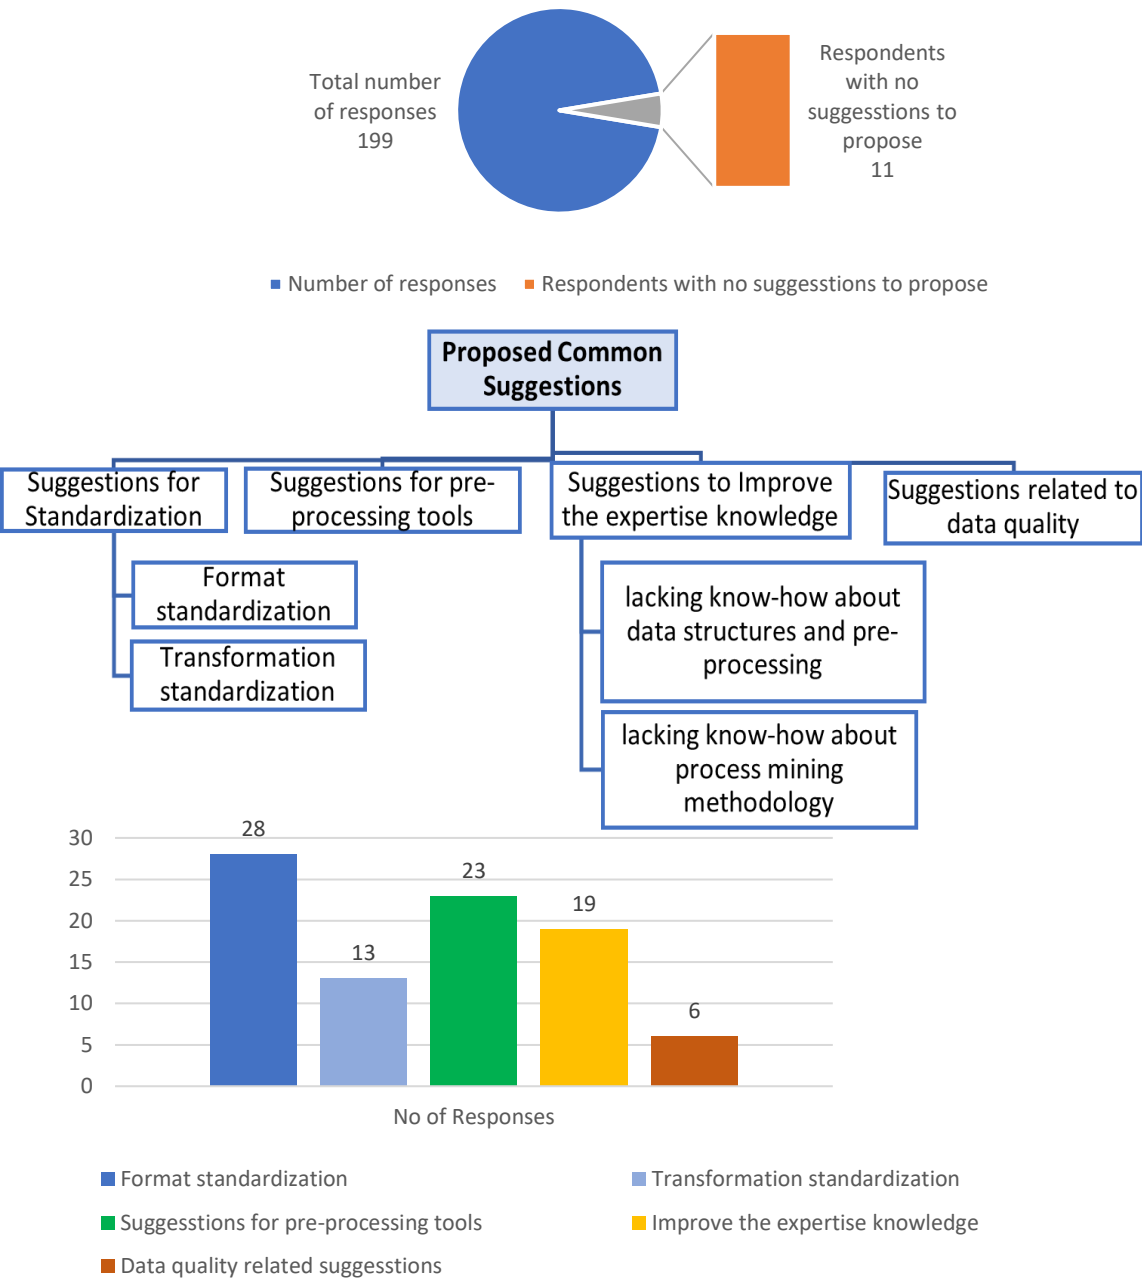 Total number
of responses
199
Respondents
with no
suggesstions to
propose
11
Number of responses
Respondents with no suggesstions to propose
Proposed Common
Suggestions
Suggestions for
Standardization
Suggestions for pre-
processing tools
Suggestions to Improve
the expertise knowledge
Suggestions related to
data quality
Format
standardization
Transformation
standardization
lacking know-how about
data structures and pre-
processing
lacking know-how about
process mining
methodology
30
25
20
15
10
5
0
28
13
23
19
6
No of Responses
Format standardization
Transformation standardization
Suggesstions for pre-processing tools
Improve the expertise knowledge
Data quality related suggesstions